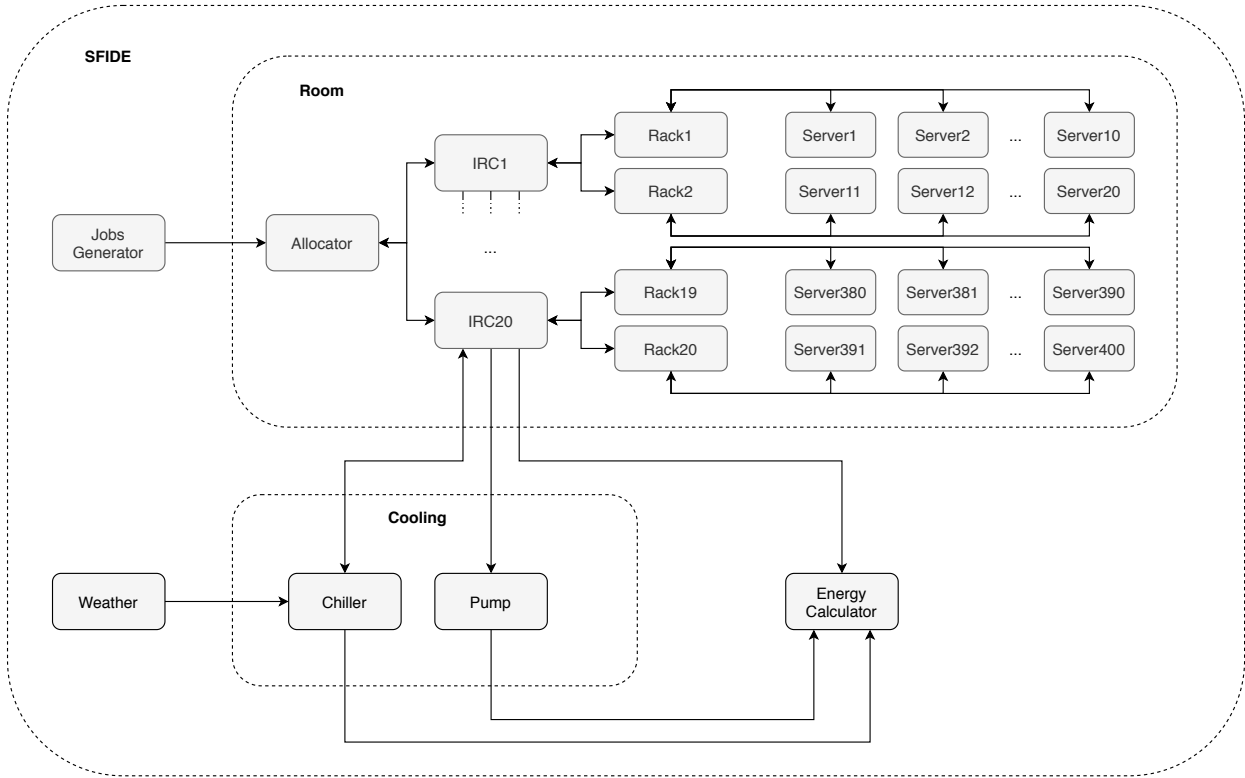 SFIDE
Room
Rack1
Server1
Server2
...
Server10
IRC1
Rack2
Server11
Server12
...
Server20
Jobs
Generator
Allocator
...
Rack19
Server380
Server381
...
Server390
IRC20
Rack20
Server391
Server392
...
Server400
Cooling
Weather
Chiller
Pump
Energy
Calculator